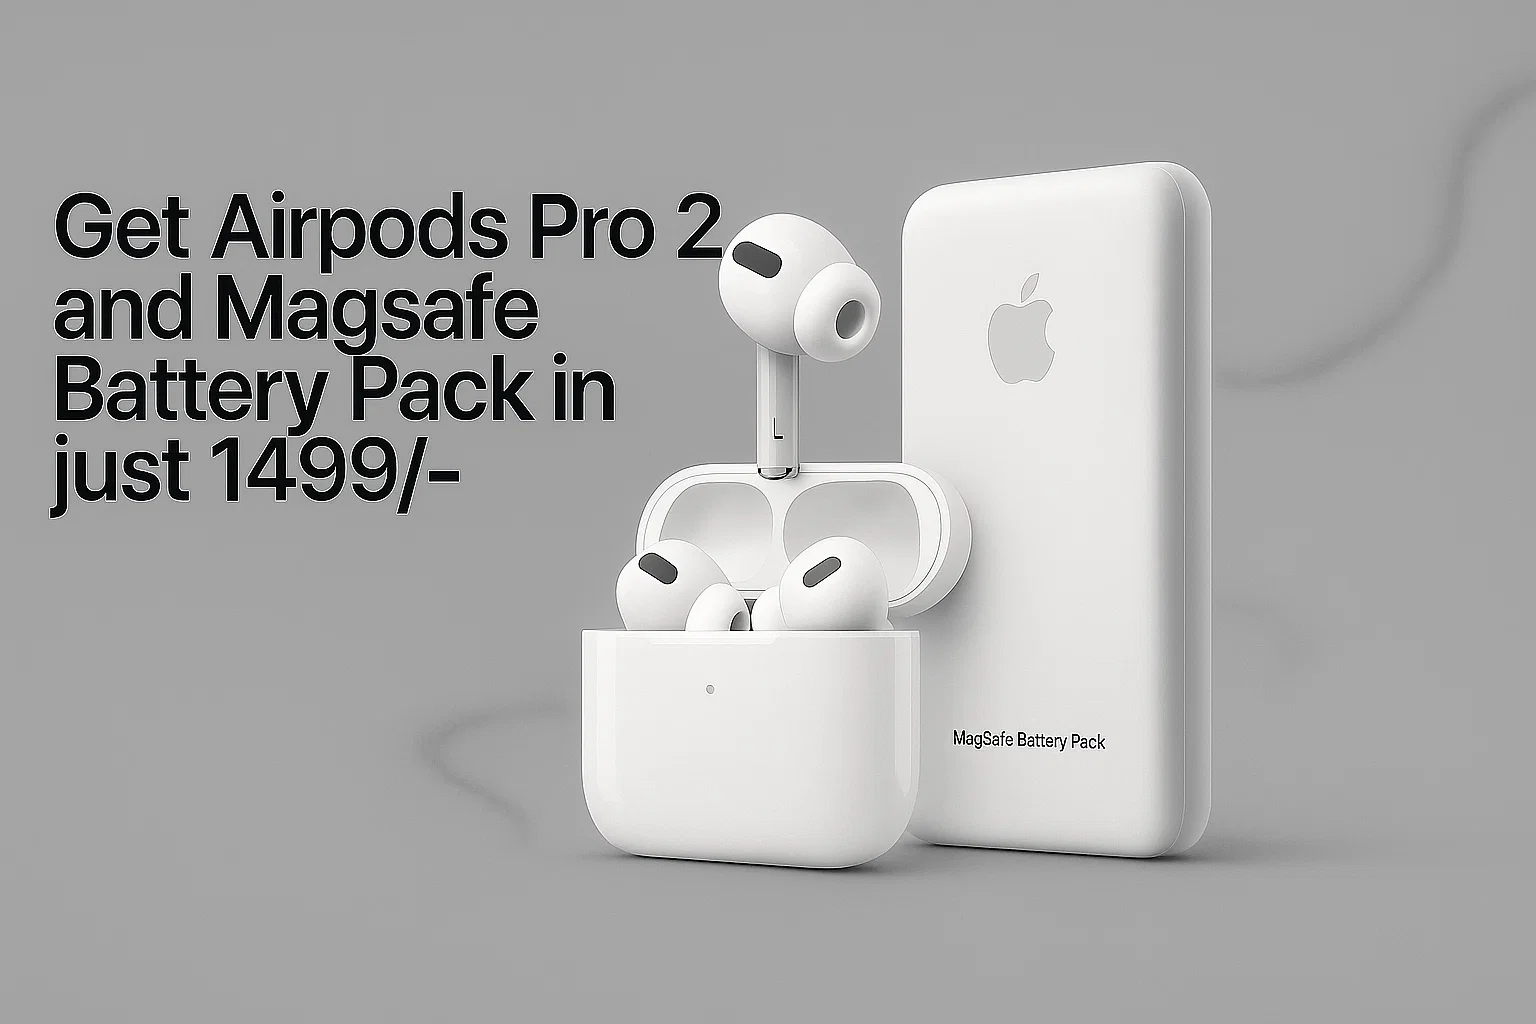 Get Airpods Pro 2
and Magsafe
Battery Pack in
just 1499/-
L
MagSafe Battery Pack